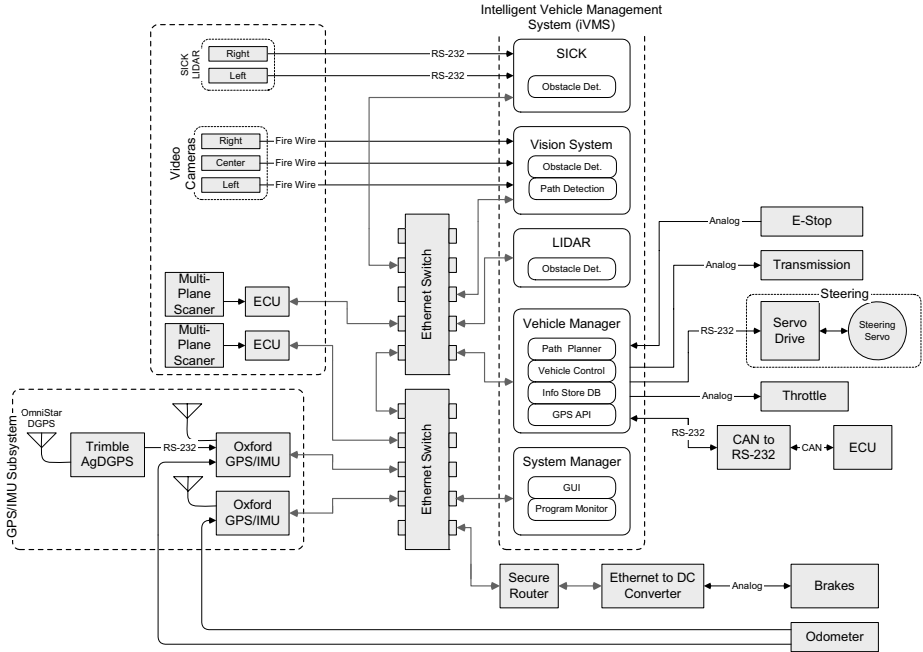 Intelligent Vehicle Management
System (iVMS)
SICK
LIDAR
Right
Left
RS-232
RS-232
SICK
Obstacle Det.
Video
Cameras
Right
Center
Left
Fire Wire
Fire Wire
Fire Wire
Vision System
Obstacle Det.
Path Detection
LIDAR
Obstacle Det.
Ethernet Switch
Multi-
Plane
Scaner
ECU
Multi-
Plane
Scaner
ECU
Vehicle Manager
Path Planner
Vehicle Control
Info Store DB
GPS API
Analog
E-Stop
Analog
Transmission
Steering
RS-232
Servo
Drive
Steering
Servo
Analog
Throttle
RS-232
CAN to
RS-232
CAN
ECU
GPS/IMU Subsystem
OmniStar
DGPS
Trimble
AgDGPS
RS-232
Oxford
GPS/IMU
Oxford
GPS/IMU
Ethernet Switch
System Manager
GUI
Program Monitor
Secure
Router
Ethernet to DC
Converter
Analog
Brakes
Odometer